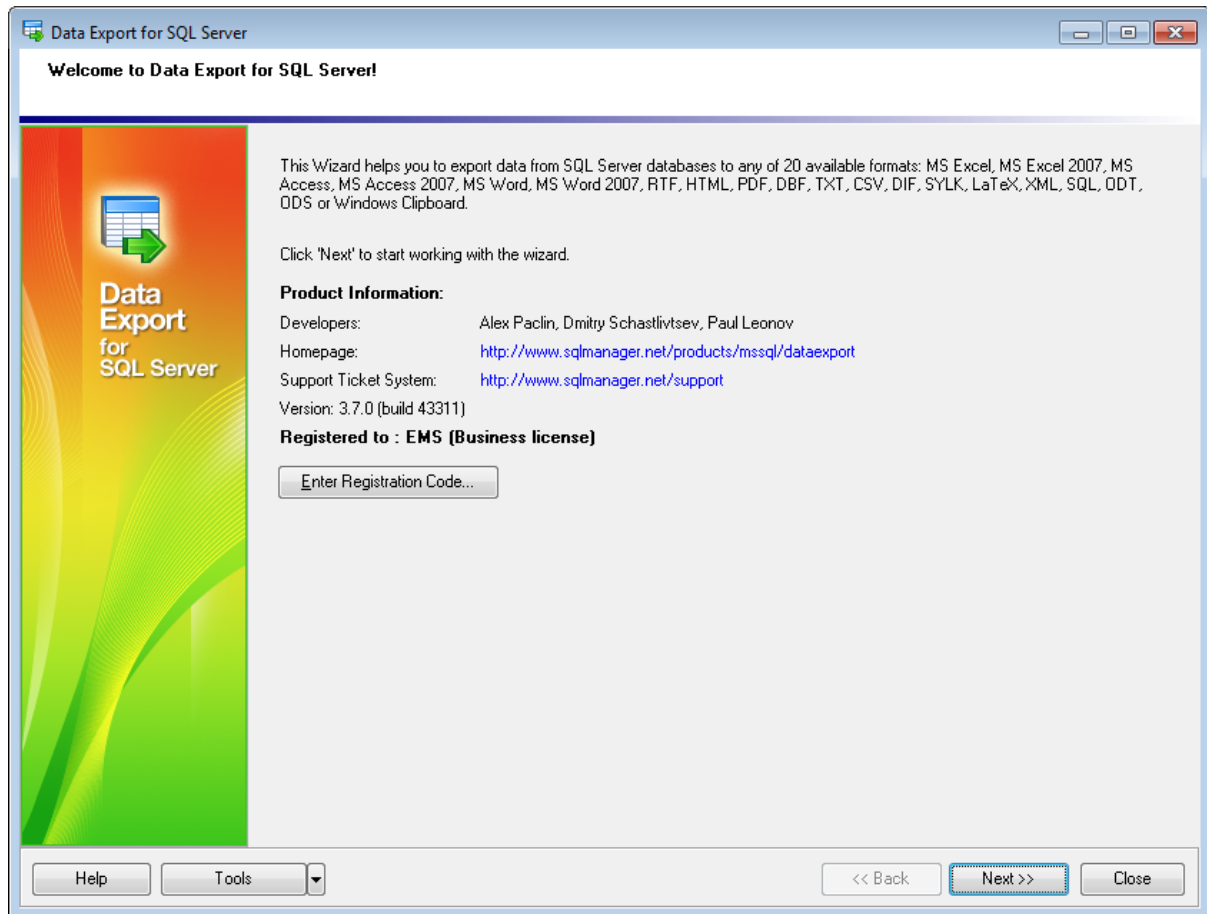 Data Export for SQL Server
Welcome to Data Export for SQL Server!
Data
Export
for
SQL Server
This Wizard helps you to export data from SQL Server databases to any of 20 available formats: MS Excel, MS Excel 2007, MS
Access, MS Access 2007, MS Word, MS Word 2007, RTF, HTML, PDF, DBF, TXT, CSV, DIF, SYLK, LaTeX, XML, SQL, ODT,
ODS or Windows Clipboard.
Click 'Next' to start working with the wizard.
Product Information:
Developers: Alex Paclin, Dmitry Schastlivtsev, Paul Leonov
Homepage: http://www.sqlmanager.net/products/mssql/dataexport
Support Ticket System: http://www.sqlmanager.net/support
Version: 3.7.0 (build 43311)
Registered to : EMS (Business license)
Enter Registration Code...
Help Tools << Back Next >> Close